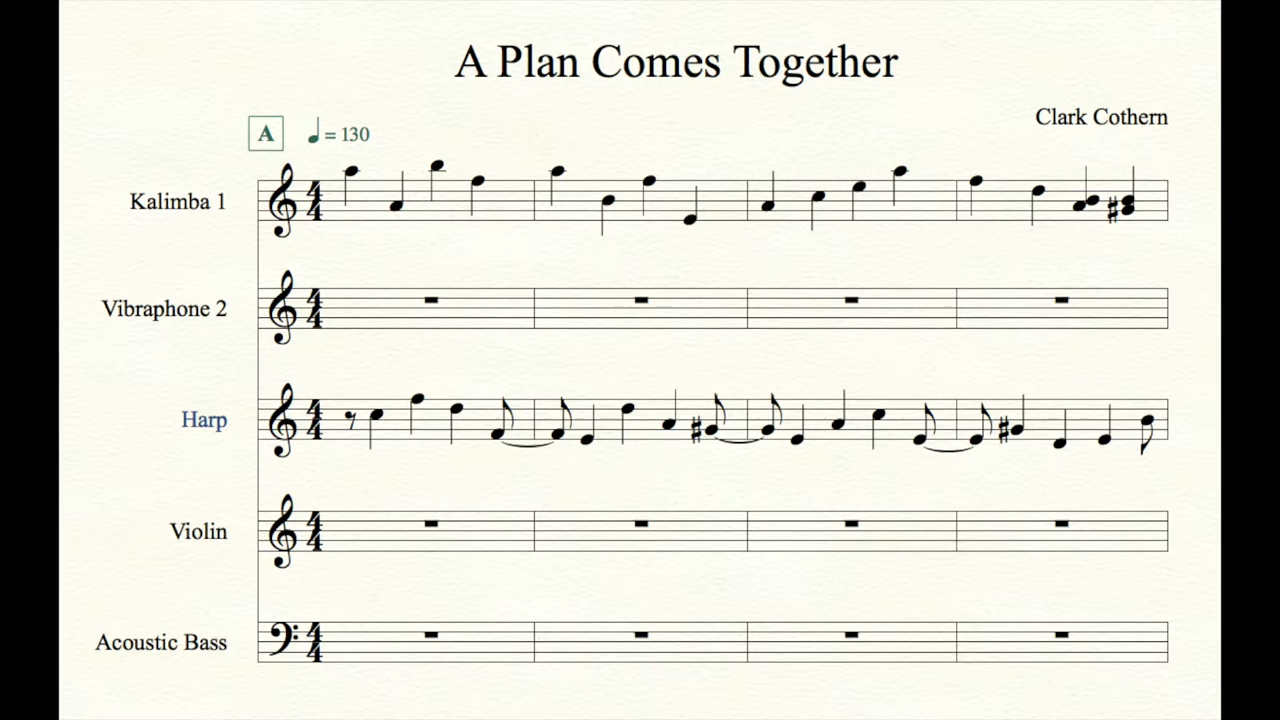 A Plan Comes Together
Clark Cothern
A ♩ = 130
Kalimba 1
Vibraphone 2
Harp
Violin
Acoustic Bass